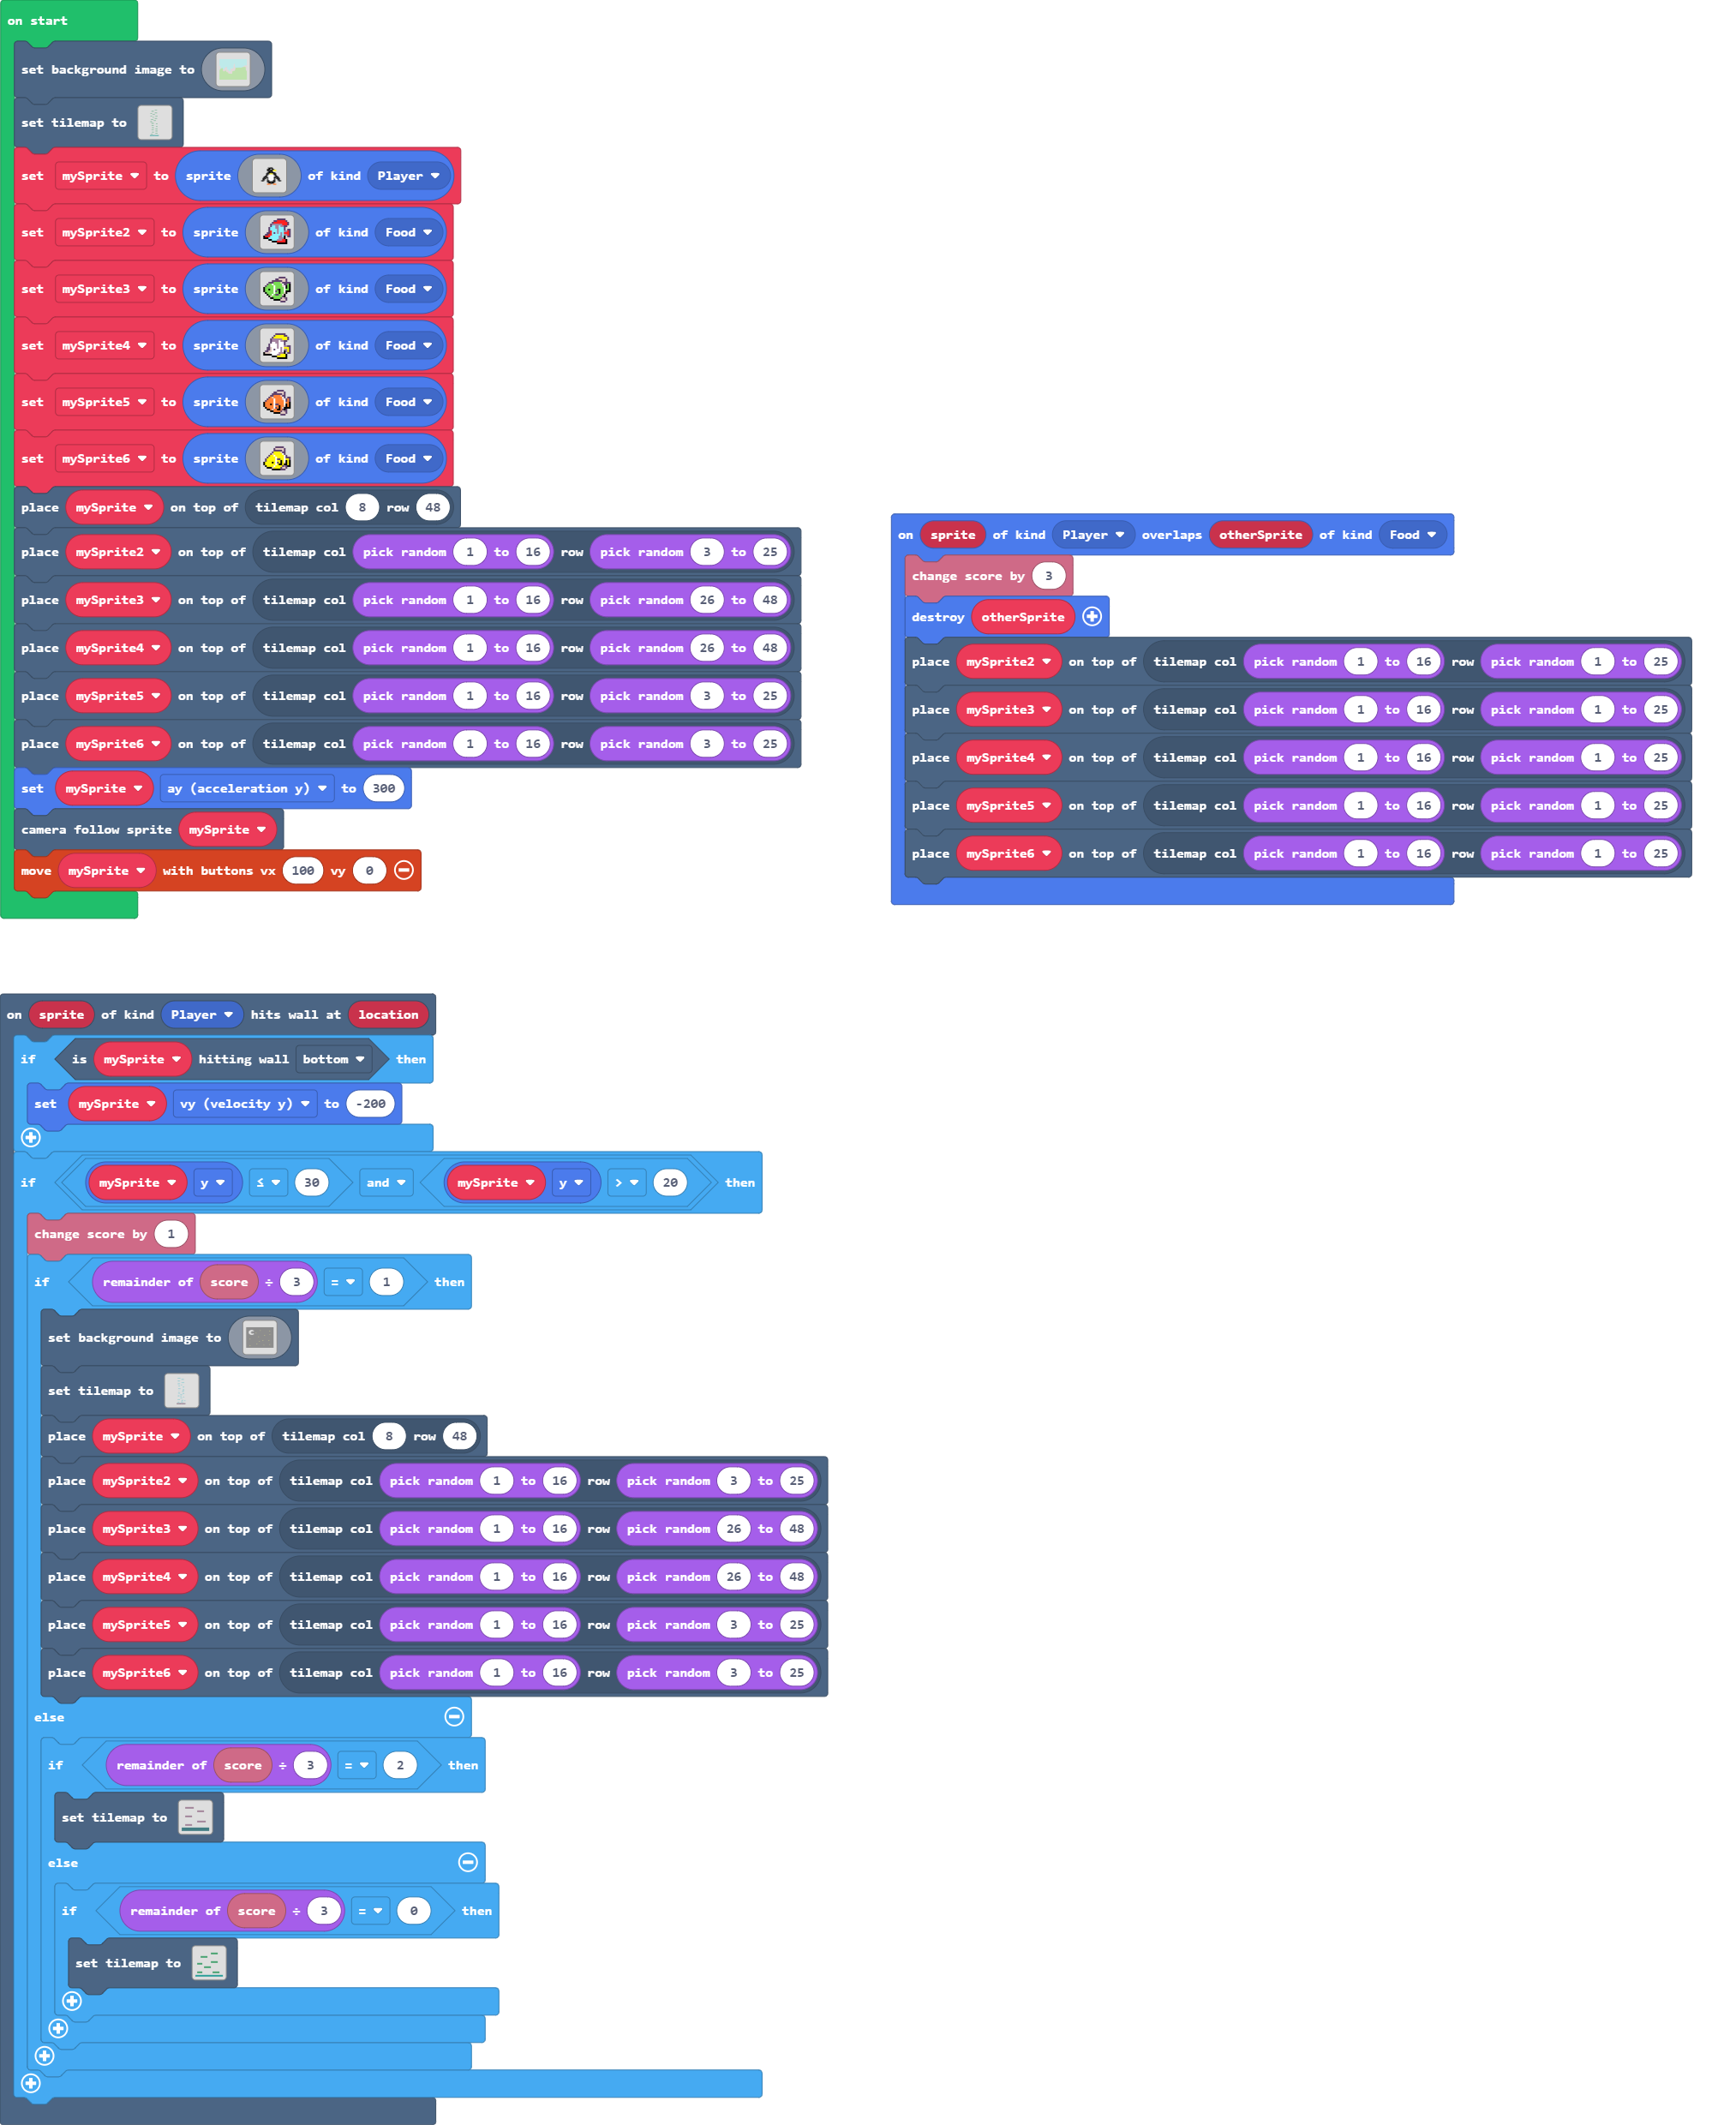 on start
set background image to
set tilemap to
set mySprite to sprite of kind Player
set mySprite2 to sprite of kind Food
set mySprite3 to sprite of kind Food
set mySprite4 to sprite of kind Food
set mySprite5 to sprite of kind Food
set mySprite6 to sprite of kind Food
place mySprite on top of tilemap col 8 row 48
place mySprite2 on top of tilemap col pick random 1 to 16 row pick random 3 to 25
place mySprite3 on top of tilemap col pick random 1 to 16 row pick random 26 to 48
place mySprite4 on top of tilemap col pick random 1 to 16 row pick random 26 to 48
place mySprite5 on top of tilemap col pick random 1 to 16 row pick random 3 to 25
place mySprite6 on top of tilemap col pick random 1 to 16 row pick random 3 to 25
set mySprite ay (acceleration y) to 300
camera follow sprite mySprite
move mySprite with buttons vx 100 vy 0
on sprite of kind Player overlaps otherSprite of kind Food
change score by 3
destroy otherSprite
place mySprite2 on top of tilemap col pick random 1 to 16 row pick random 1 to 25
place mySprite3 on top of tilemap col pick random 1 to 16 row pick random 1 to 25
place mySprite4 on top of tilemap col pick random 1 to 16 row pick random 1 to 25
place mySprite5 on top of tilemap col pick random 1 to 16 row pick random 1 to 25
place mySprite6 on top of tilemap col pick random 1 to 16 row pick random 1 to 25
on sprite of kind Player hits wall at location
if is mySprite hitting wall bottom then
set mySprite vy (velocity y) to -200
if mySprite y ≤ 30 and mySprite y > 20 then
change score by 1
if remainder of score ÷ 3 = 1 then
set background image to
set tilemap to
place mySprite on top of tilemap col 8 row 48
place mySprite2 on top of tilemap col pick random 1 to 16 row pick random 3 to 25
place mySprite3 on top of tilemap col pick random 1 to 16 row pick random 26 to 48
place mySprite4 on top of tilemap col pick random 1 to 16 row pick random 26 to 48
place mySprite5 on top of tilemap col pick random 1 to 16 row pick random 3 to 25
place mySprite6 on top of tilemap col pick random 1 to 16 row pick random 3 to 25
else
if remainder of score ÷ 3 = 2 then
set tilemap to
else
if remainder of score ÷ 3 = 0 then
set tilemap to